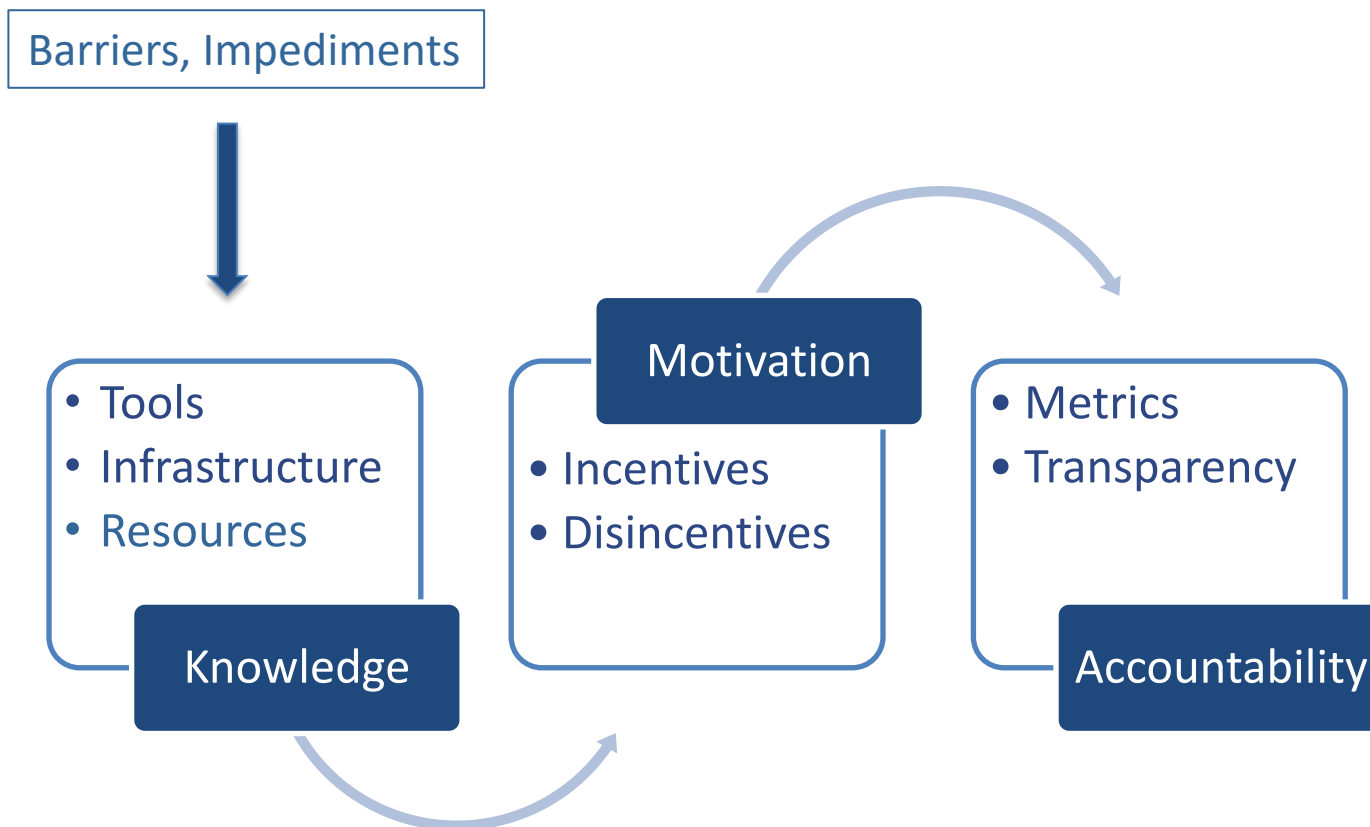 Barriers, Impediments
• Tools
• Infrastructure
• Resources
Knowledge
Motivation
• Incentives
• Disincentives
• Metrics
• Transparency
Accountability